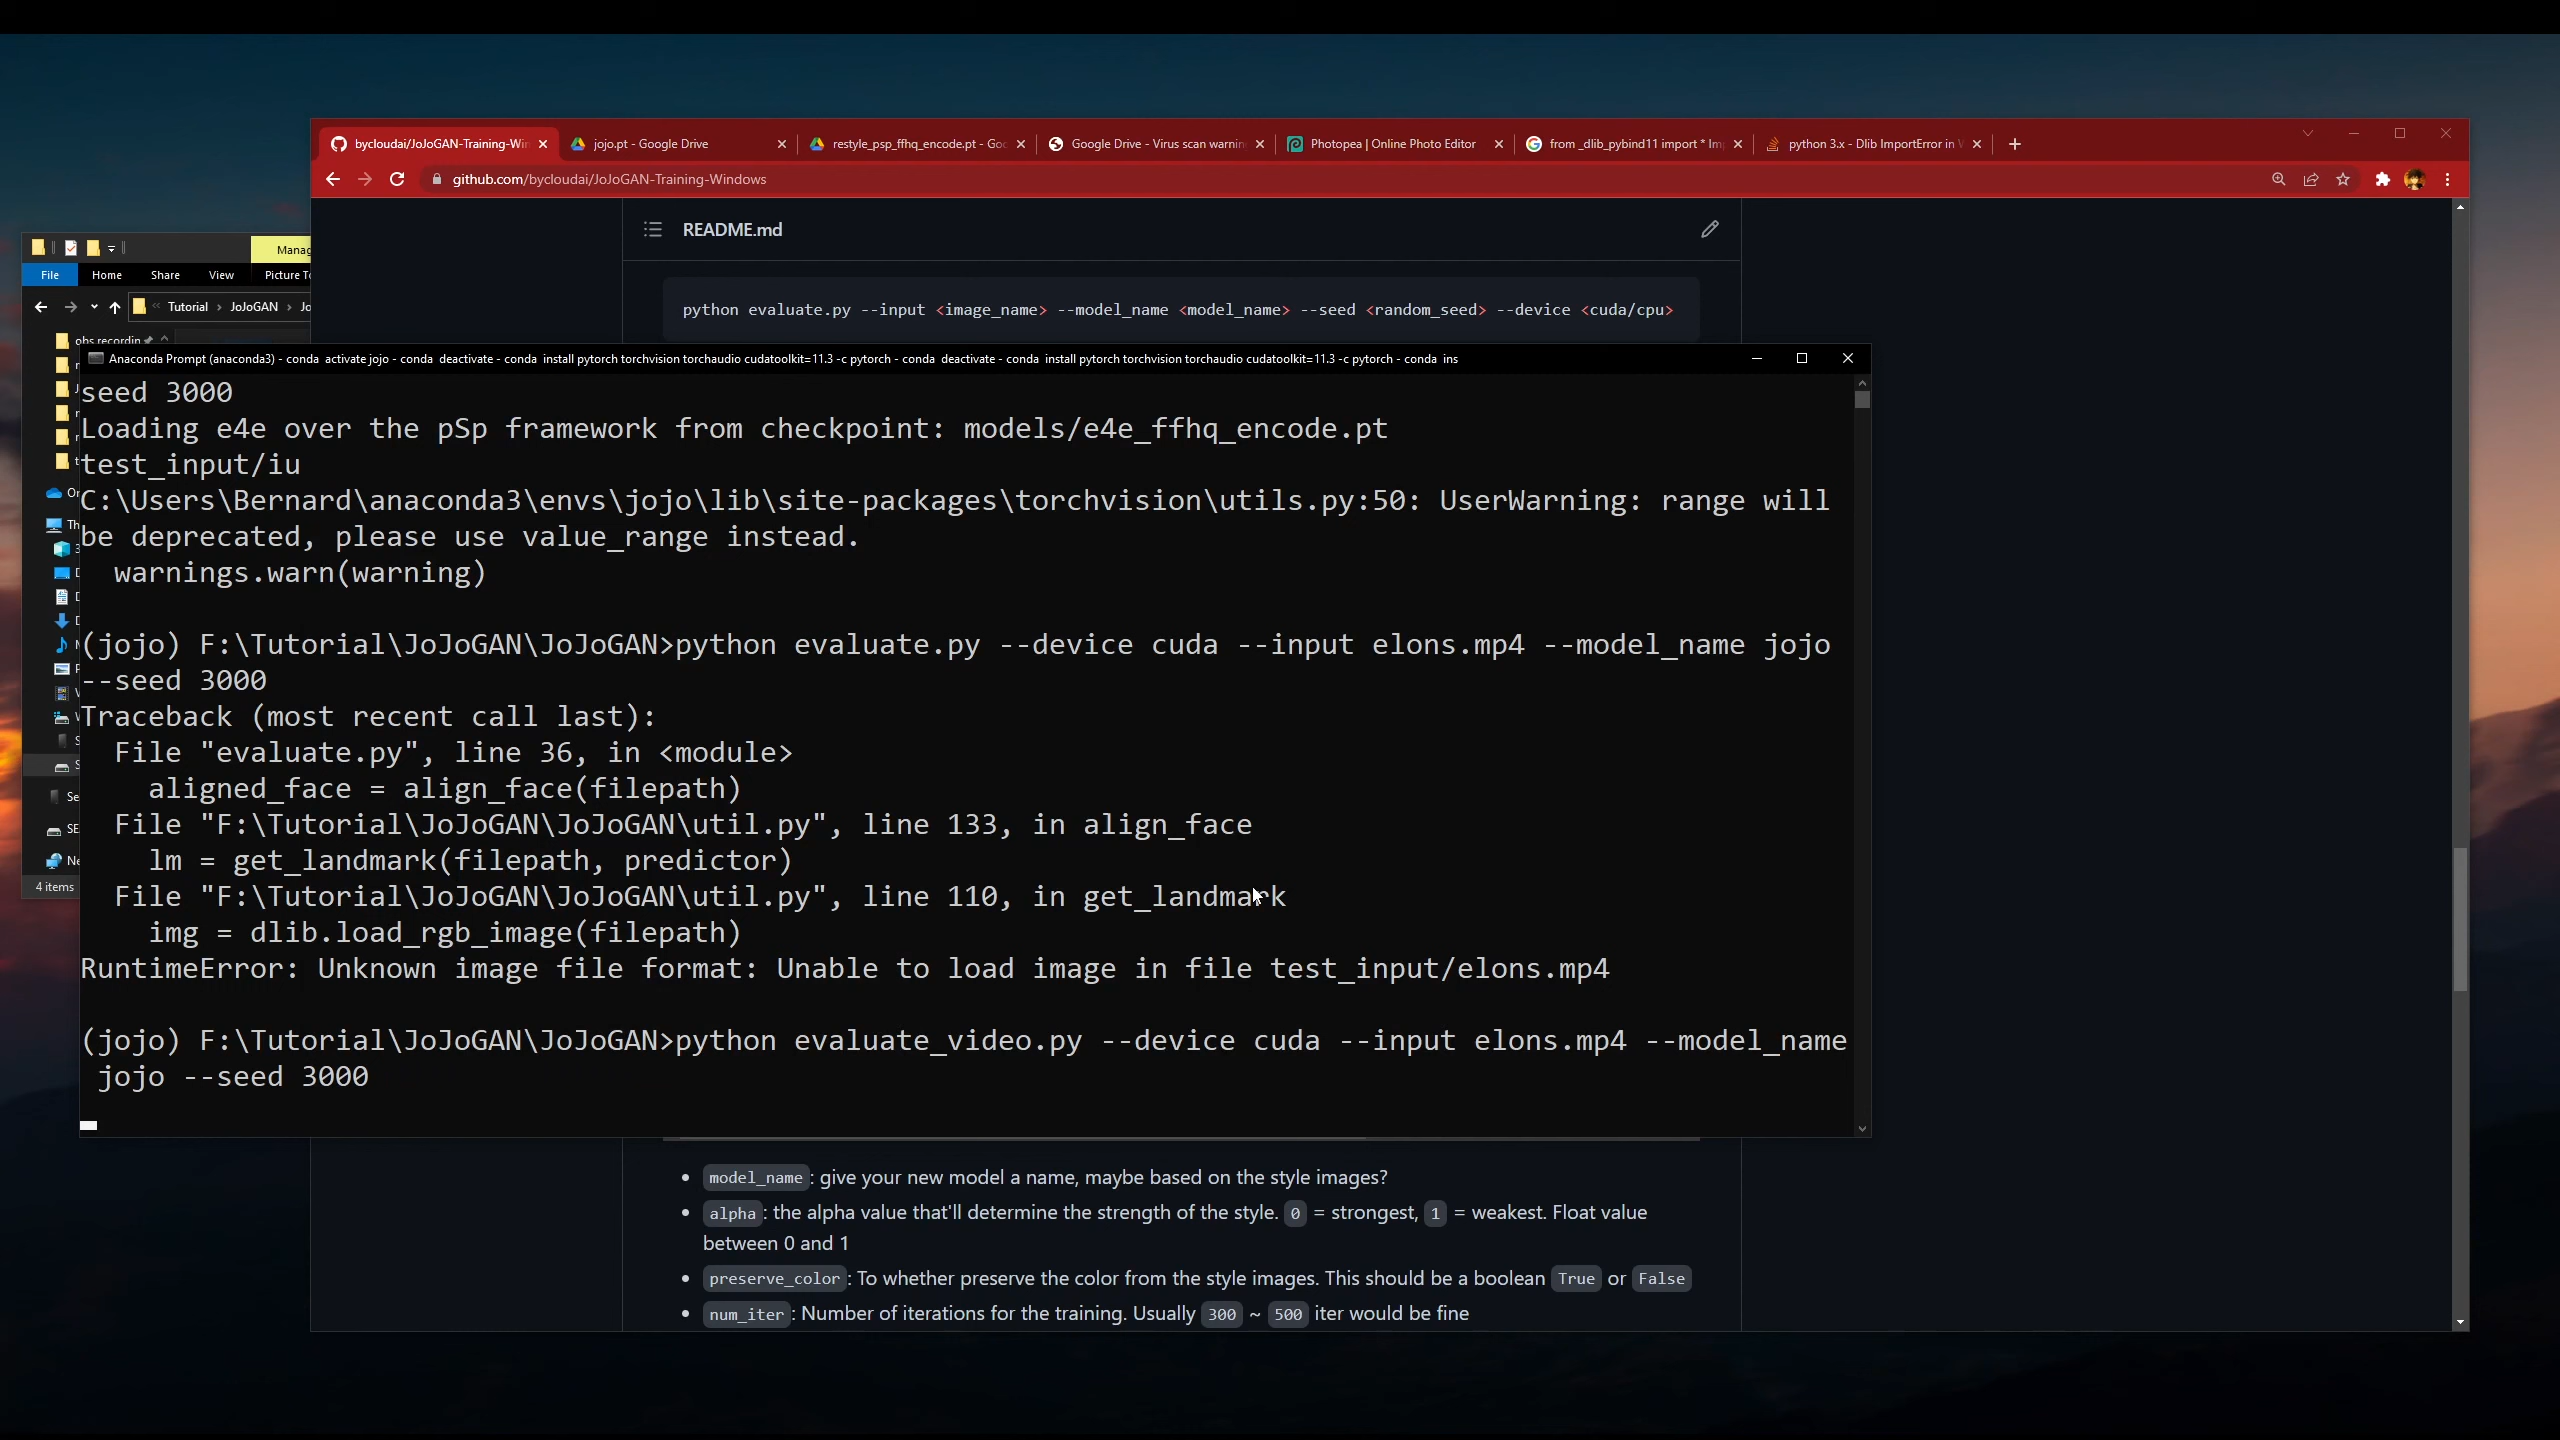 bycloudai/JoJoGAN-Training-Wi
jojo.pt - Google Drive
restyle_psp_ffhq_encode.pt - Go
Google Drive - Virus scan warnin
Photopea | Online Photo Editor
from _dlib_pybind11 import * Im
python 3.x - Dlib ImportError in
github.com/bycloudai/JoJoGAN-Training-Windows
README.md
python evaluate.py --input <image_name> --model_name <model_name> --seed <random_seed> --device <cuda/cpu>
Manag
File Home Share View Picture To
« Tutorial › JoJoGAN › Jo
obs recordin
4 items
Anaconda Prompt (anaconda3) - conda activate jojo - conda deactivate - conda install pytorch torchvision torchaudio cudatoolkit=11.3 -c pytorch - conda deactivate - conda install pytorch torchvision torchaudio cudatoolkit=11.3 -c pytorch - conda ins
seed 3000
Loading e4e over the pSp framework from checkpoint: models/e4e_ffhq_encode.pt
test_input/iu
C:\Users\Bernard\anaconda3\envs\jojo\lib\site-packages\torchvision\utils.py:50: UserWarning: range will
be deprecated, please use value_range instead.
warnings.warn(warning)
(jojo) F:\Tutorial\JoJoGAN\JoJoGAN>python evaluate.py --device cuda --input elons.mp4 --model_name jojo
--seed 3000
Traceback (most recent call last):
File "evaluate.py", line 36, in <module>
aligned_face = align_face(filepath)
File "F:\Tutorial\JoJoGAN\JoJoGAN\util.py", line 133, in align_face
lm = get_landmark(filepath, predictor)
File "F:\Tutorial\JoJoGAN\JoJoGAN\util.py", line 110, in get_landmark
img = dlib.load_rgb_image(filepath)
RuntimeError: Unknown image file format: Unable to load image in file test_input/elons.mp4
(jojo) F:\Tutorial\JoJoGAN\JoJoGAN>python evaluate_video.py --device cuda --input elons.mp4 --model_name
jojo --seed 3000
model_name: give your new model a name, maybe based on the style images?
alpha: the alpha value that'll determine the strength of the style. 0 = strongest, 1 = weakest. Float value
between 0 and 1
preserve_color: To whether preserve the color from the style images. This should be a boolean True or False
num_iter: Number of iterations for the training. Usually 300 ~ 500 iter would be fine